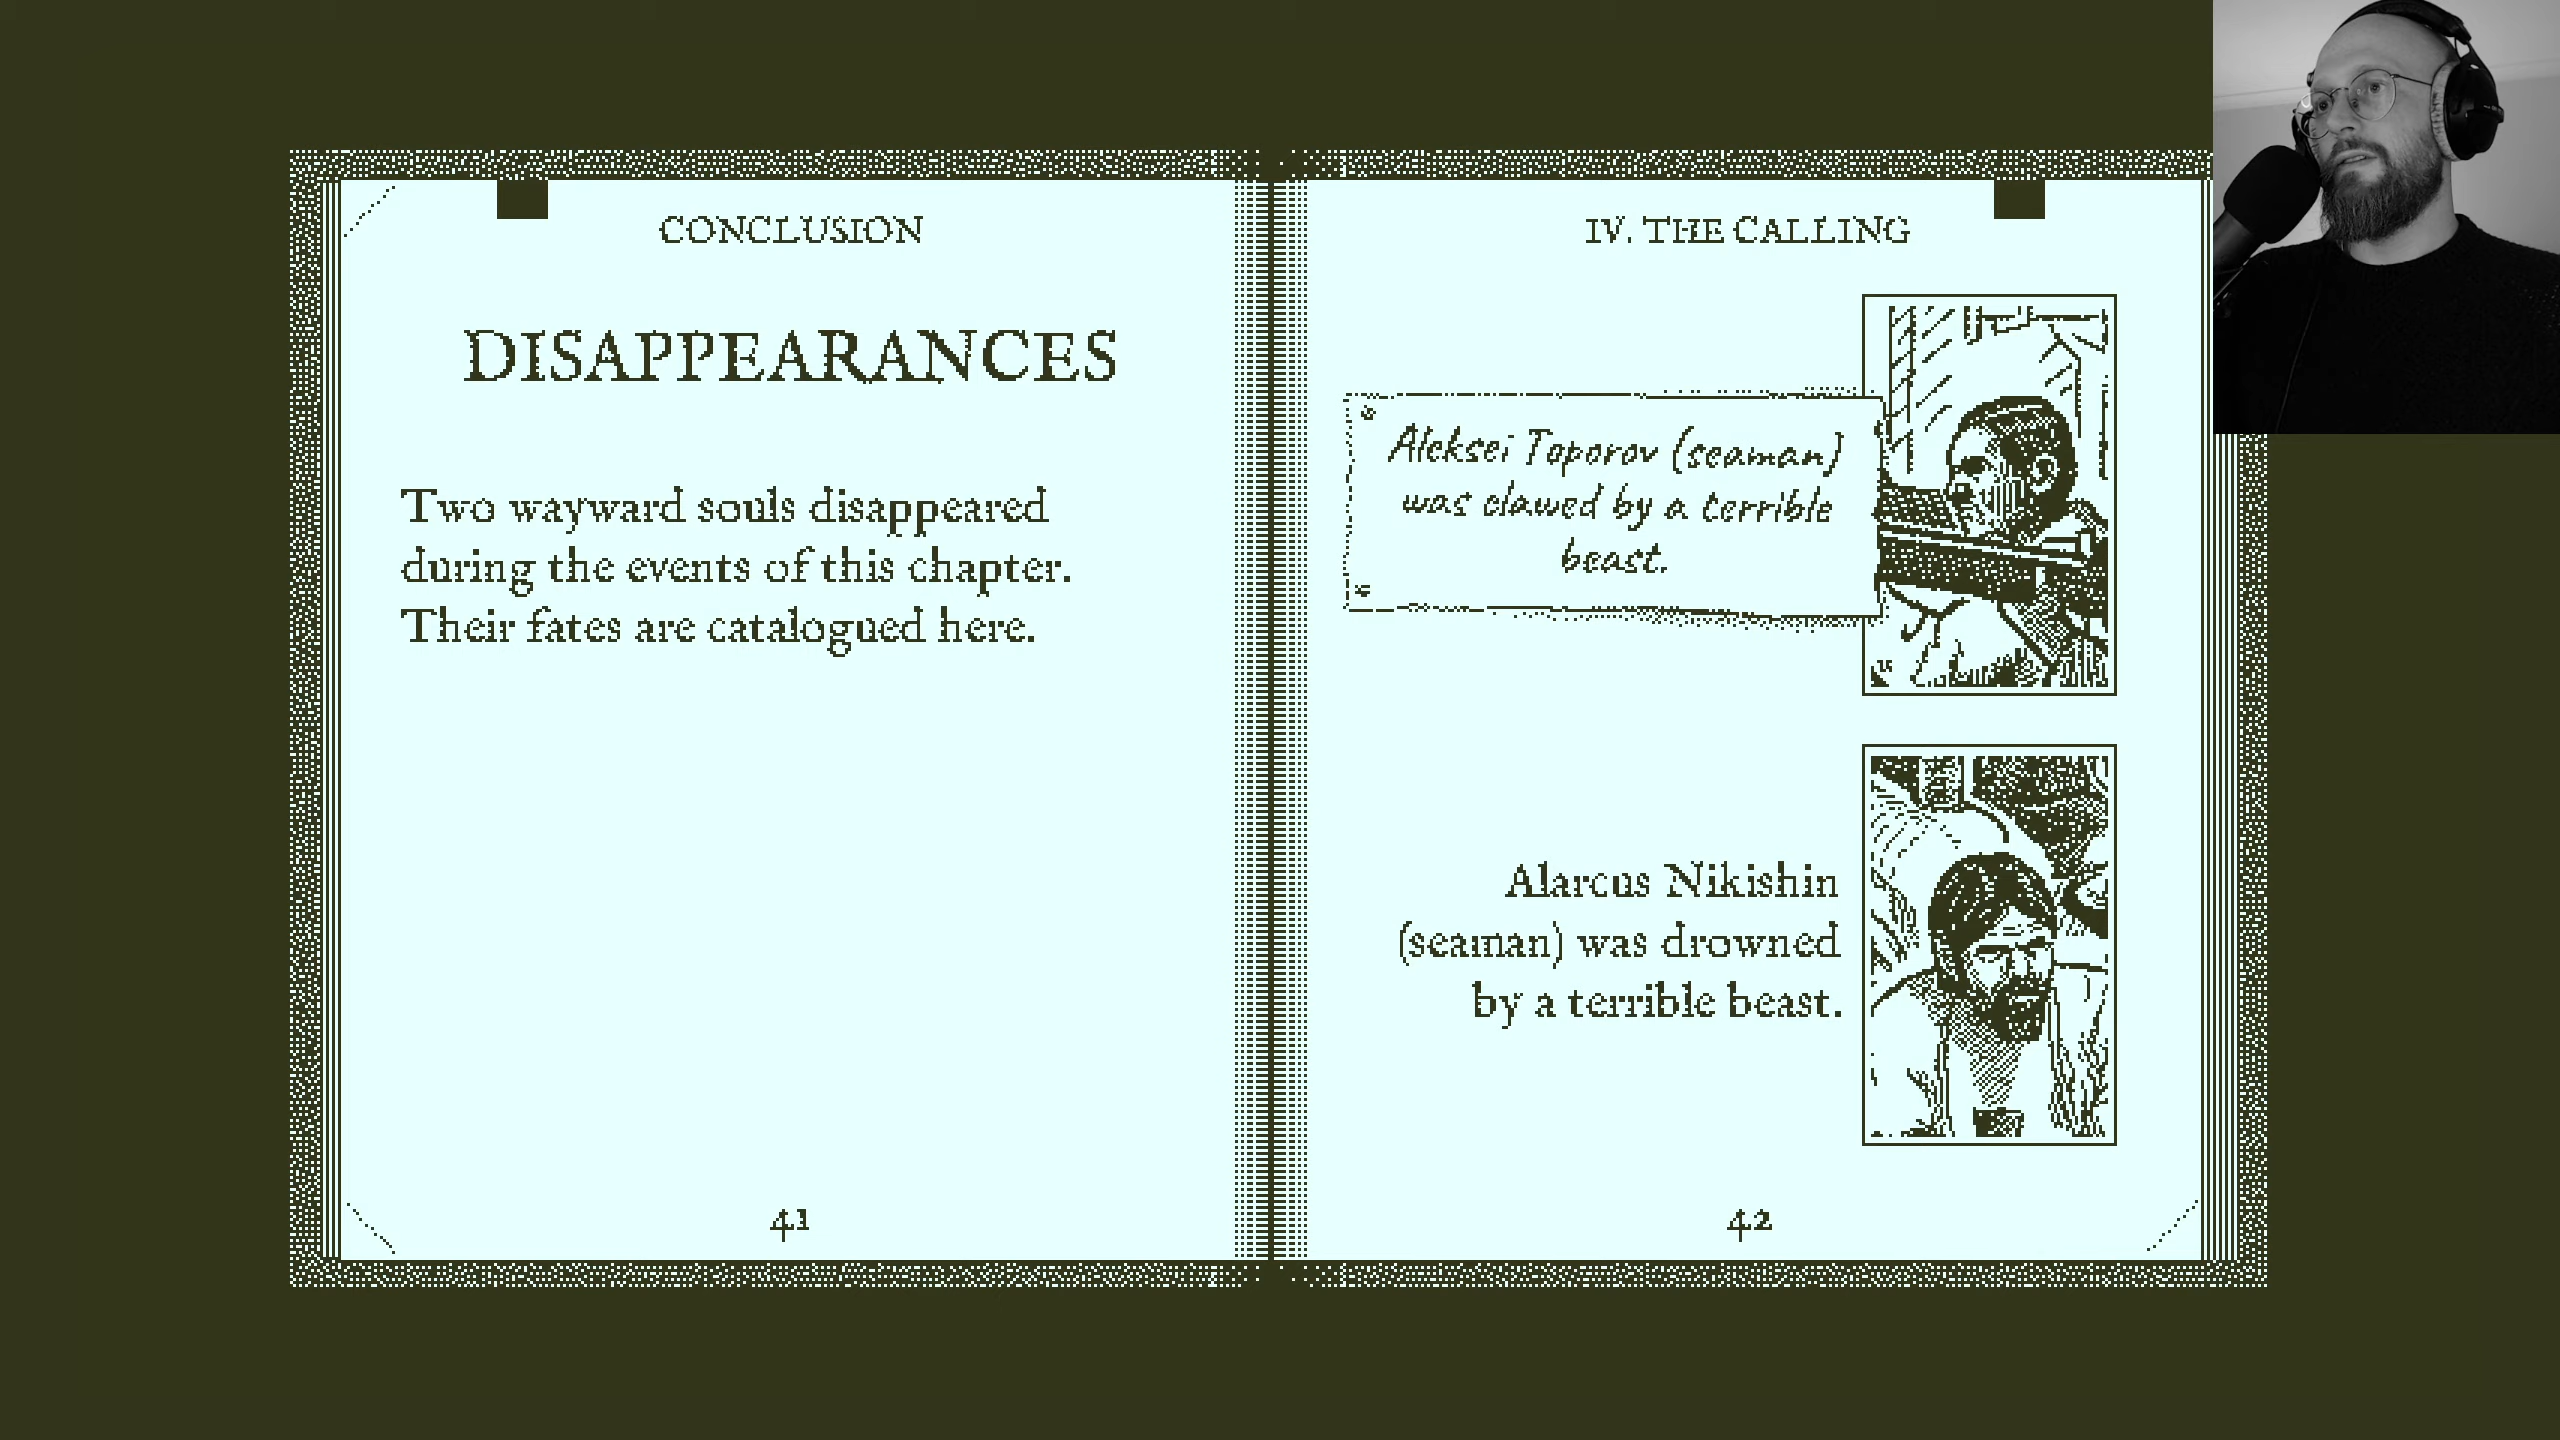 CONCLUSION
DISAPPEARANCES
Two wayward souls disappeared
during the events of this chapter.
Their fates are catalogued here.
41
IV. THE CALLING
Aleksei Toporov (seaman)
was clawed by a terrible
beast.
Alarcus Nikishin
(seaman) was drowned
by a terrible beast.
42